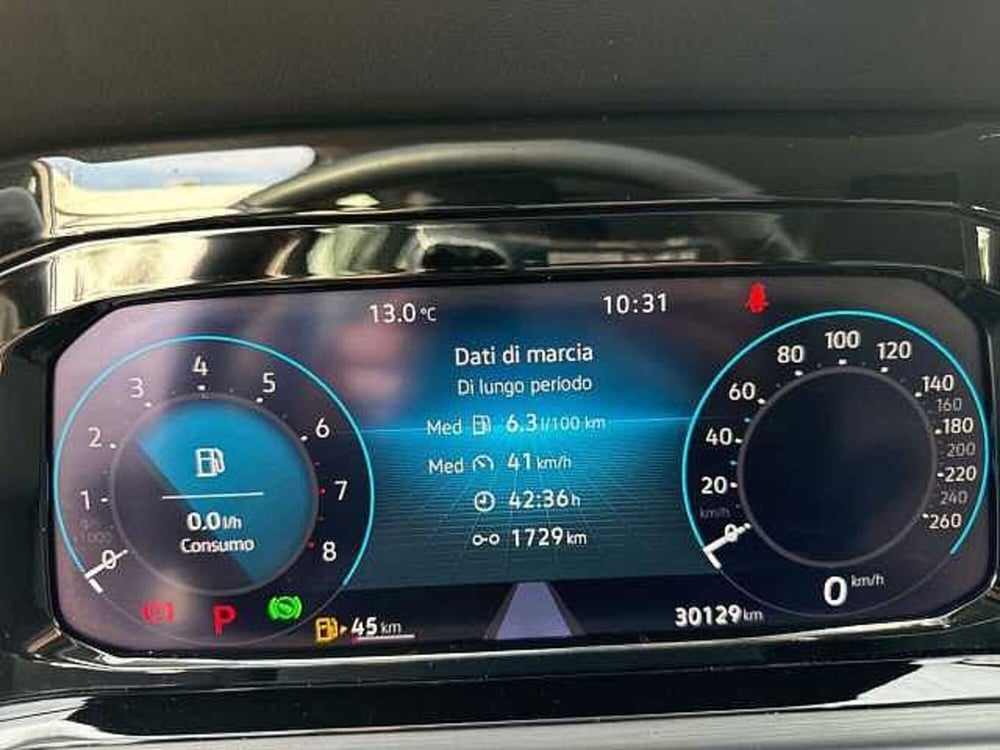 13.0 °C
10:31
Dati di marcia
Di lungo periodo
Med 6.3 l/100 km
Med 41 km/h
42:36 h
1729 km
0
1
2
3
4
5
6
7
8
0.0 l/h
Consumo
P
45 km
0
20
40
60
80
100
120
140
160
180
200
220
240
260
km/h
0 km/h
30129 km